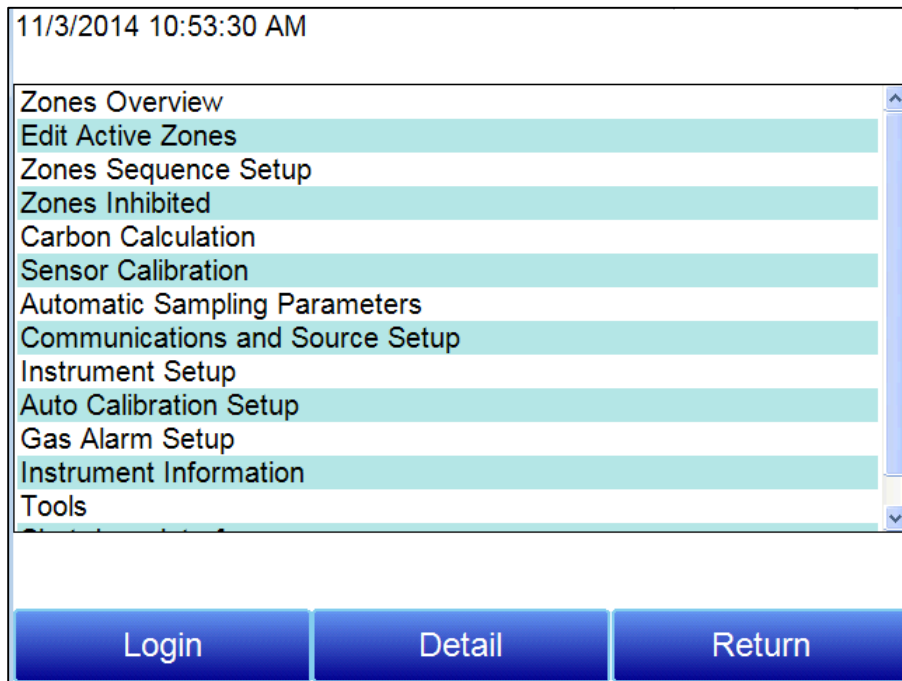 11/3/2014 10:53:30 AM
Zones Overview
Edit Active Zones
Zones Sequence Setup
Zones Inhibited
Carbon Calculation
Sensor Calibration
Automatic Sampling Parameters
Communications and Source Setup
Instrument Setup
Auto Calibration Setup
Gas Alarm Setup
Instrument Information
Tools
Login Detail Return